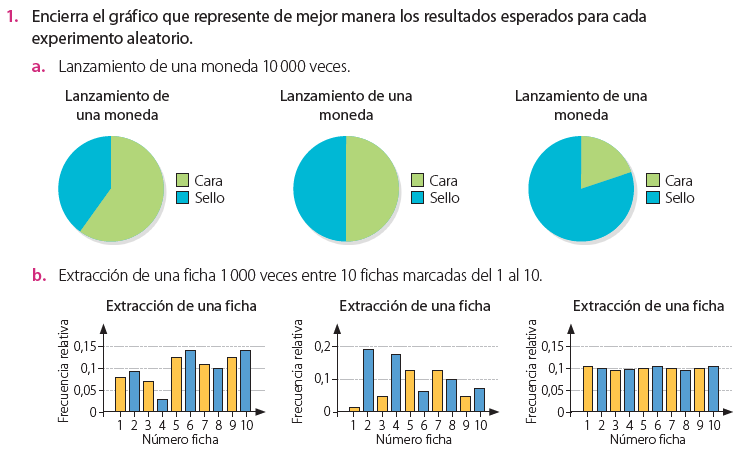 1. Encierra el gráfico que represente de mejor manera los resultados esperados para cada
experimento aleatorio.
a. Lanzamiento de una moneda 10 000 veces.
Lanzamiento de
una moneda
Cara
Sello
Lanzamiento de una
moneda
Cara
Sello
Lanzamiento de una
moneda
Cara
Sello
b. Extracción de una ficha 1 000 veces entre 10 fichas marcadas del 1 al 10.
Extracción de una ficha
Frecuencia relativa
0,15
0,1
0,05
0
1 2 3 4 5 6 7 8 9 10
Número ficha
Extracción de una ficha
Frecuencia relativa
0,2
0,1
0
1 2 3 4 5 6 7 8 9 10
Número ficha
Extracción de una ficha
Frecuencia relativa
0,15
0,1
0,05
0
1 2 3 4 5 6 7 8 9 10
Número ficha